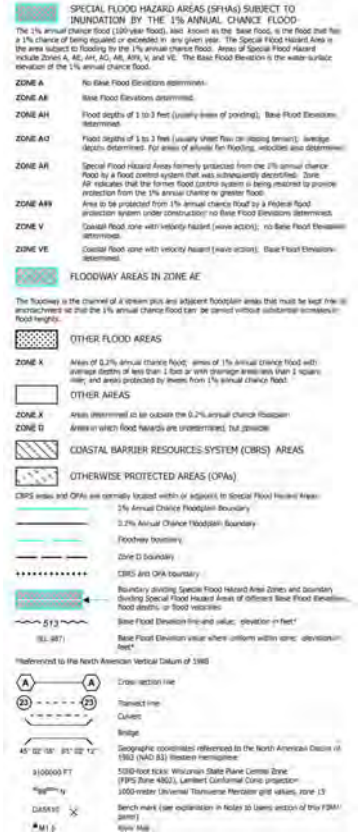 SPECIAL FLOOD HAZARD AREAS (SFHAs) SUBJECT TO
INUNDATION BY THE 1% ANNUAL CHANCE FLOOD
The 1% annual chance flood (100-year flood), also known as the base flood, is the flood that has
a 1% chance of being equaled or exceeded in any given year. The Special Flood Hazard Area is
the area subject to flooding by the 1% annual chance flood. Areas of Special Flood Hazard
include Zones A, AE, AH, AO, AR, A99, V, and VE. The Base Flood Elevation is the water-surface
elevation of the 1% annual chance flood.
ZONE A No Base Flood Elevations determined.
ZONE AE Base Flood Elevations determined.
ZONE AH Flood depths of 1 to 3 feet (usually areas of ponding); Base Flood Elevations
determined.
ZONE AO Flood depths of 1 to 3 feet (usually sheet flow on sloping terrain); average
depths determined. For areas of alluvial fan flooding, velocities also determined.
ZONE AR Special Flood Hazard Areas formerly protected from the 1% annual chance
flood by a flood control system that was subsequently decertified. Zone
AR indicates that the former flood control system is being restored to provide
protection from the 1% annual chance or greater flood.
ZONE A99 Area to be protected from 1% annual chance flood by a Federal flood
protection system under construction; no Base Flood Elevations determined.
ZONE V Coastal flood zone with velocity hazard (wave action); no Base Flood Elevations
determined.
ZONE VE Coastal flood zone with velocity hazard (wave action); Base Flood Elevations
determined.
FLOODWAY AREAS IN ZONE AE
The floodway is the channel of a stream plus any adjacent floodplain areas that must be kept free of
encroachment so that the 1% annual chance flood can be carried without substantial increases in
flood heights.
OTHER FLOOD AREAS
ZONE X Areas of 0.2% annual chance flood; areas of 1% annual chance flood with
average depths of less than 1 foot or with drainage areas less than 1 square
mile; and areas protected by levees from 1% annual chance flood.
OTHER AREAS
ZONE X Areas determined to be outside the 0.2% annual chance floodplain.
ZONE D Areas in which flood hazards are undetermined, but possible.
COASTAL BARRIER RESOURCES SYSTEM (CBRS) AREAS
OTHERWISE PROTECTED AREAS (OPAs)
CBRS areas and OPAs are normally located within or adjacent to Special Flood Hazard Areas.
1% Annual Chance Floodplain Boundary
0.2% Annual Chance Floodplain Boundary
Floodway boundary
Zone D boundary
CBRS and OPA boundary
Boundary dividing Special Flood Hazard Area Zones and boundary
dividing Special Flood Hazard Areas of different Base Flood Elevations,
flood depths, or flood velocities
513 Base Flood Elevation line and value; elevation in feet*
(EL 987) Base Flood Elevation value where uniform within zone; elevation in
feet*
*Referenced to the North American Vertical Datum of 1988
A A Cross section line
23 23 Transect line
Culvert
Bridge
45° 02' 08", 93° 02' 12" Geographic coordinates referenced to the North American Datum of
1983 (NAD 83) Western Hemisphere
3100000 FT 5000-foot ticks: Wisconsin State Plane Central Zone
(FIPS Zone 4802), Lambert Conformal Conic projection
1000-meter Universal Transverse Mercator grid values, zone 15
DX5510 Bench mark (see explanation in Notes to Users section of this FIRM
panel)
M1.5 River Mile